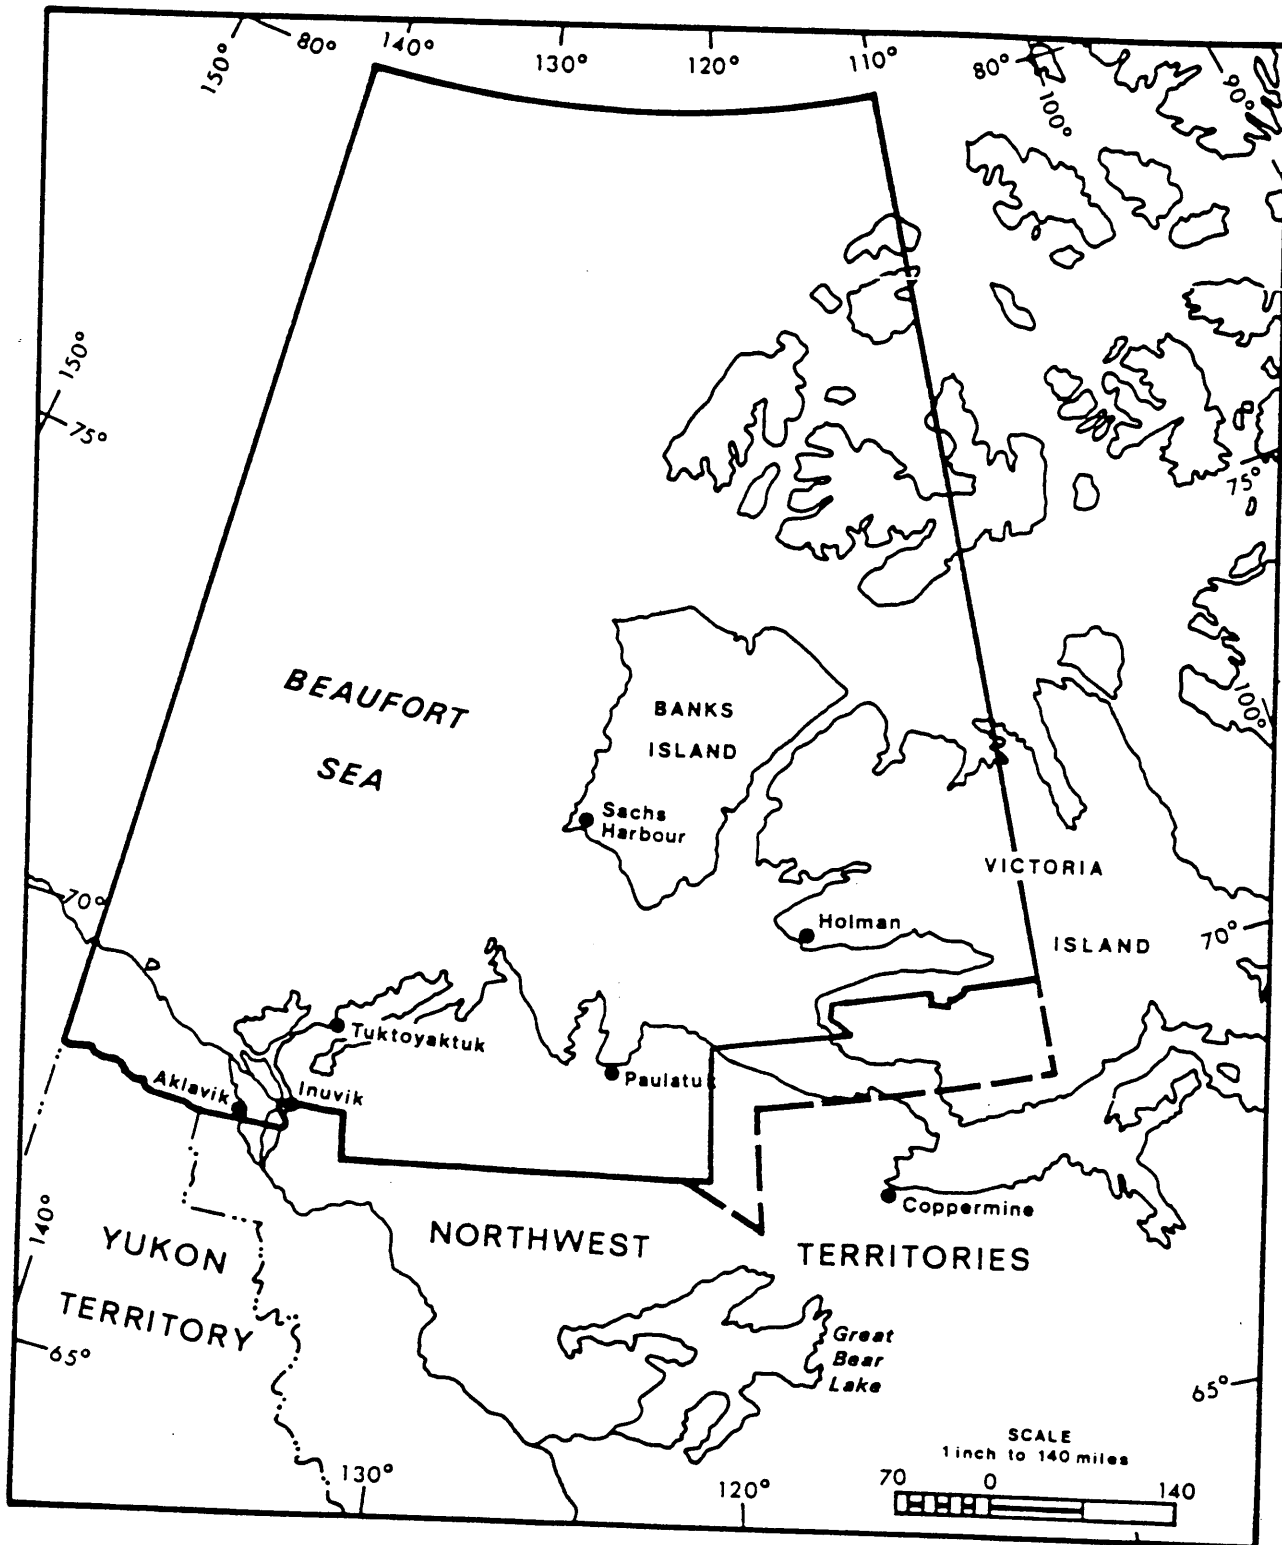 150°
80°
140°
130°
120°
110°
80°
100°
90°
150°
75°
75°
BEAUFORT
SEA
BANKS
ISLAND
100°
Sachs
Harbour
VICTORIA
ISLAND
70°
Holman
70°
Tuktoyaktuk
Aklavik
Inuvik
Paulatuk
Coppermine
140°
YUKON
TERRITORY
NORTHWEST
TERRITORIES
65°
Great
Bear
Lake
65°
SCALE
1 inch to 140 miles
70 0 140
130°
120°